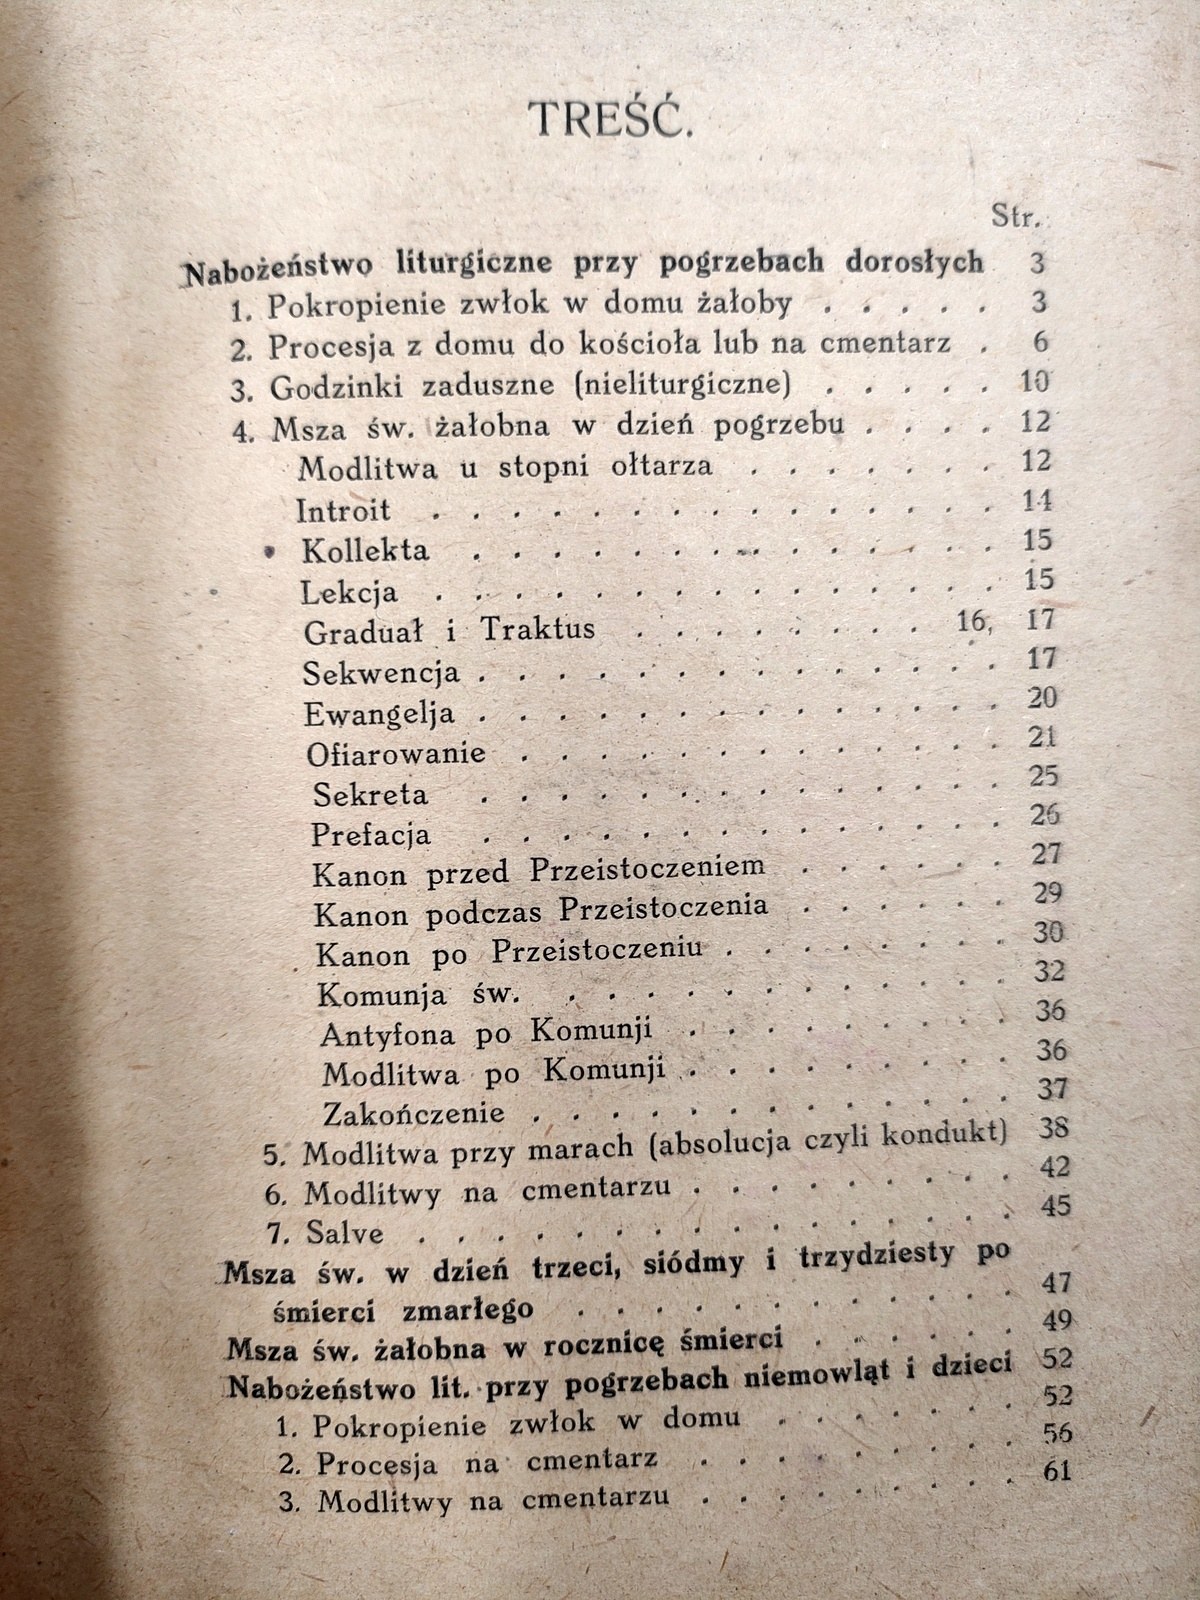 TREŚĆ.
Str.
Nabożeństwo liturgiczne przy pogrzebach dorosłych 3
1. Pokropienie zwłok w domu żałoby . . . . . 3
2. Procesja z domu do kościoła lub na cmentarz . 6
3. Godzinki zaduszne (nieliturgiczne) . . . . . 10
4. Msza św. żałobna w dzień pogrzebu . . . . 12
Modlitwa u stopni ołtarza . . . . . . . 12
Introit . . . . . . . . . . . . . . . 14
Kollekta . . . . . . . . . . . . . . 15
Lekcja . . . . . . . . . . . . . . . 15
Graduał i Traktus . . . . . . . . 16, 17
Sekwencja . . . . . . . . . . . . . . 17
Ewangelja . . . . . . . . . . . . . . 20
Ofiarowanie . . . . . . . . . . . . . 21
Sekreta . . . . . . . . . . . . . . 25
Prefacja . . . . . . . . . . . . . . 26
Kanon przed Przeistoczeniem . . . . . . 27
Kanon podczas Przeistoczenia . . . . . . 29
Kanon po Przeistoczeniu . . . . . . . . 30
Komunja św. . . . . . . . . . . . . 32
Antyfona po Komunji . . . . . . . . . 36
Modlitwa po Komunji . . . . . . . . . 36
Zakończenie . . . . . . . . . . . . . 37
5. Modlitwa przy marach (absolucja czyli kondukt) 38
6. Modlitwy na cmentarzu . . . . . . . . . 42
7. Salve . . . . . . . . . . . . . . . . 45
Msza św. w dzień trzeci, siódmy i trzydziesty po
śmierci zmarłego . . . . . . . . . . . . 47
Msza św. żałobna w rocznicę śmierci . . . . . . 49
Nabożeństwo lit. przy pogrzebach niemowląt i dzieci 52
1. Pokropienie zwłok w domu . . . . . . . 52
2. Procesja na cmentarz . . . . . . . . . 56
3. Modlitwy na cmentarzu . . . . . . . . . 61